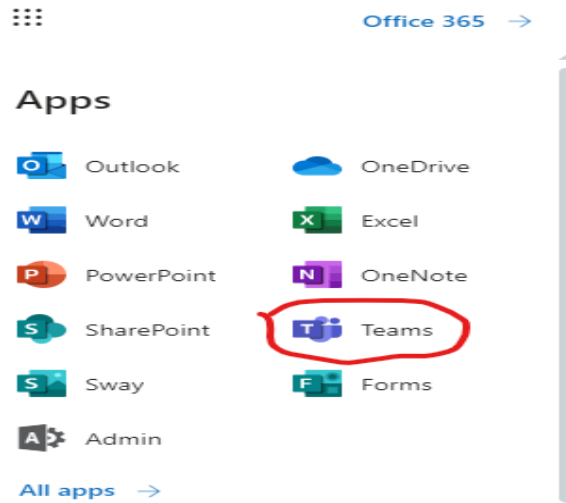 Office 365 →
Apps
Outlook OneDrive
Word Excel
PowerPoint OneNote
SharePoint Teams
Sway Forms
Admin
All apps →